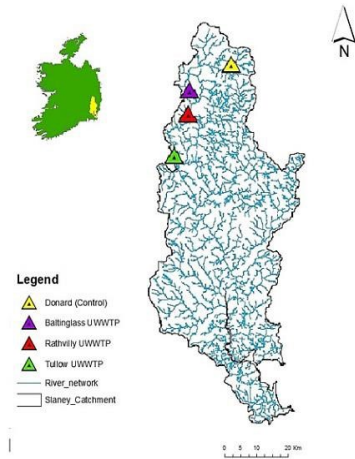 N
Legend
Donard (Control)
Baltinglass UWWTP
Rathvilly UWWTP
Tullow UWWTP
River_network
Slaney_Catchment
0 5 10 20 Km